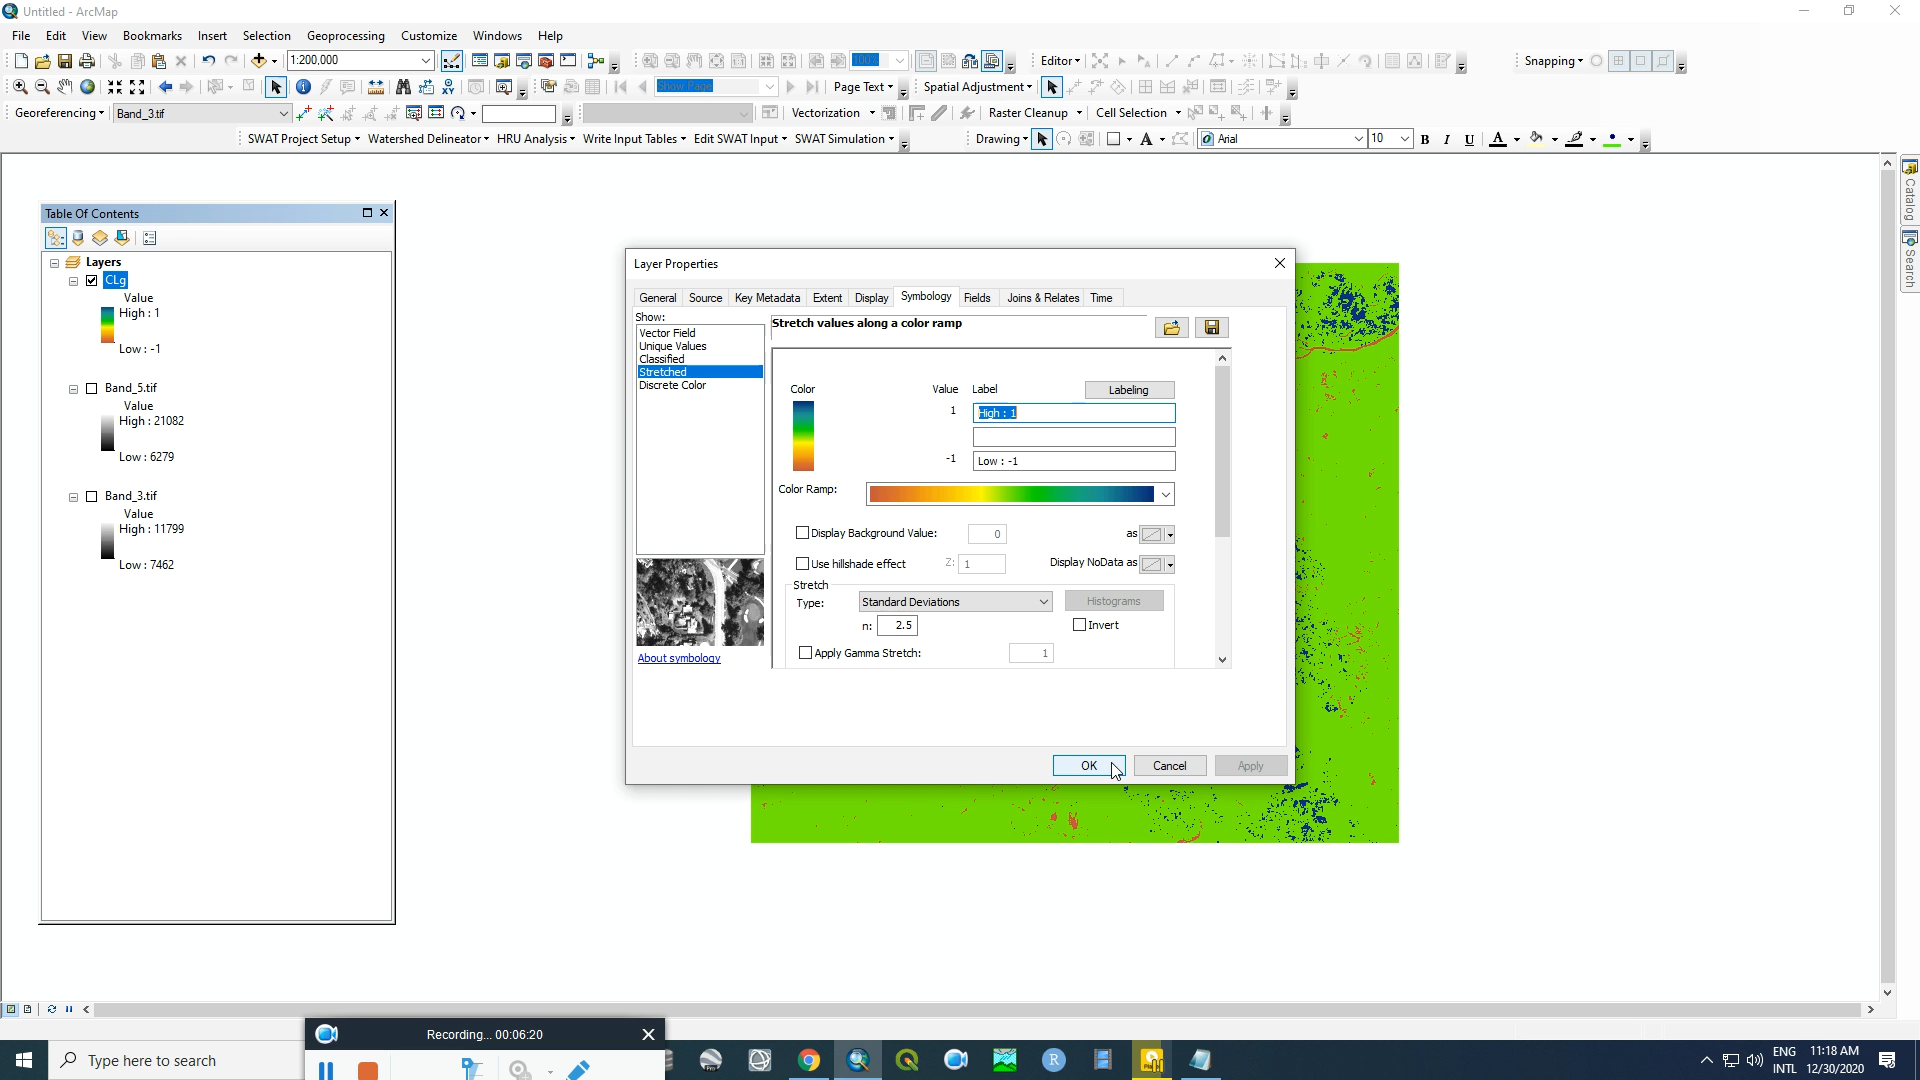 Untitled - ArcMap
File Edit View Bookmarks Insert Selection Geoprocessing Customize Windows Help
1:200,000
100%
Editor
Snapping
Show Page
Page Text
Spatial Adjustment
Georeferencing
Band_3.tif
Vectorization
Raster Cleanup
Cell Selection
SWAT Project Setup Watershed Delineator HRU Analysis Write Input Tables Edit SWAT Input SWAT Simulation
Drawing
A
Arial
10
B I U A
Table Of Contents
Layers
CLg
Value
High : 1
Low : -1
Band_5.tif
Value
High : 21082
Low : 6279
Band_3.tif
Value
High : 11799
Low : 7462
Layer Properties
General Source Key Metadata Extent Display Symbology Fields Joins & Relates Time
Show:
Vector Field
Unique Values
Classified
Stretched
Discrete Color
About symbology
Stretch values along a color ramp
Color Value Label Labeling
1 High : 1
-1 Low : -1
Color Ramp:
Display Background Value: 0 as
Use hillshade effect Z: 1 Display NoData as
Stretch
Type: Standard Deviations Histograms
n: 2.5 Invert
Apply Gamma Stretch: 1
OK Cancel Apply
Catalog
Search
Recording... 00:06:20
Type here to search
Pro
R
ENG
INTL
11:18 AM
12/30/2020